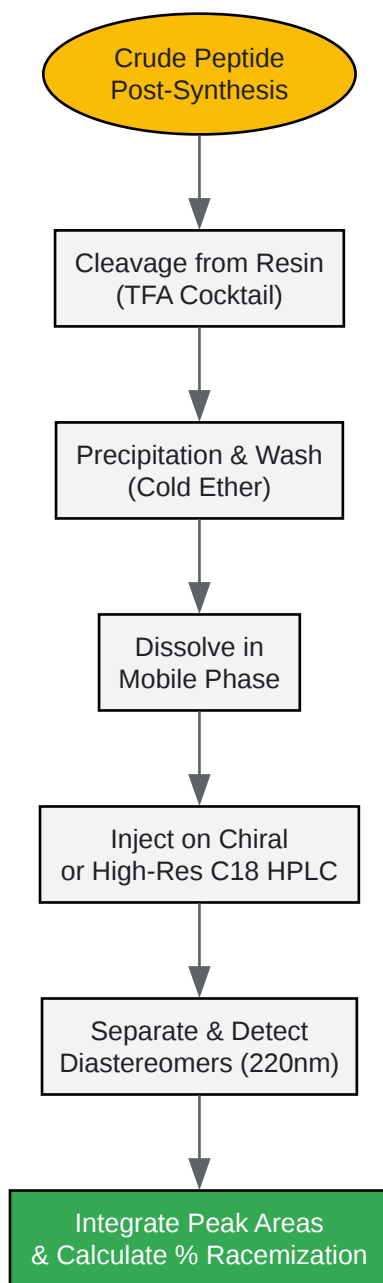 Crude Peptide
Post-Synthesis
Cleavage from Resin
(TFA Cocktail)
Precipitation & Wash
(Cold Ether)
Dissolve in
Mobile Phase
Inject on Chiral
or High-Res C18 HPLC
Separate & Detect
Diastereomers (220nm)
Integrate Peak Areas
& Calculate % Racemization